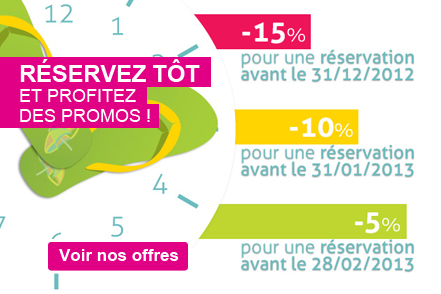 12
1
RÉSERVEZ TÔT
ET PROFITEZ
DES PROMOS !
3
4
5
6
Voir nos offres
-15%
pour une réservation
avant le 31/12/2012
-10%
pour une réservation
avant le 31/01/2013
-5%
pour une réservation
avant le 28/02/2013